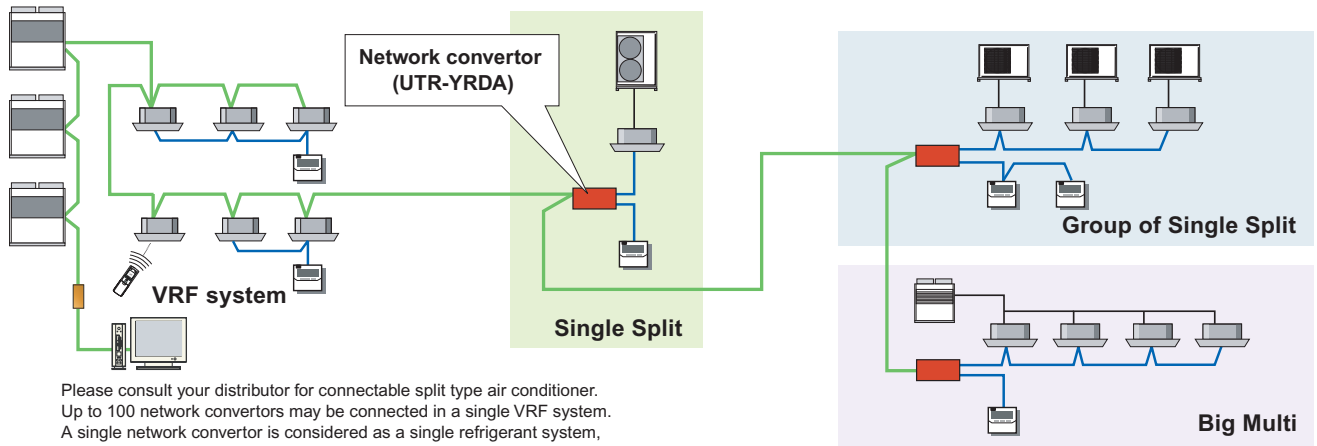 Network convertor
(UTR-YRDA)
VRF system
Single Split
Group of Single Split
Big Multi
Please consult your distributor for connectable split type air conditioner.
Up to 100 network convertors may be connected in a single VRF system.
A single network convertor is considered as a single refrigerant system,